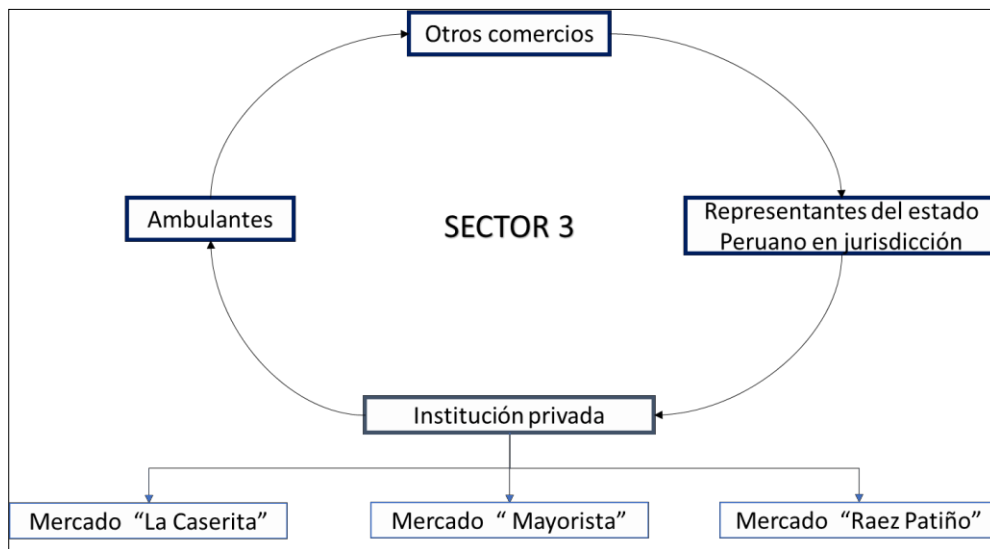 Otros comercios
Ambulantes
SECTOR 3
Representantes del estado
Peruano en jurisdicción
Institución privada
Mercado “La Caserita”
Mercado “ Mayorista”
Mercado “Raez Patiño”